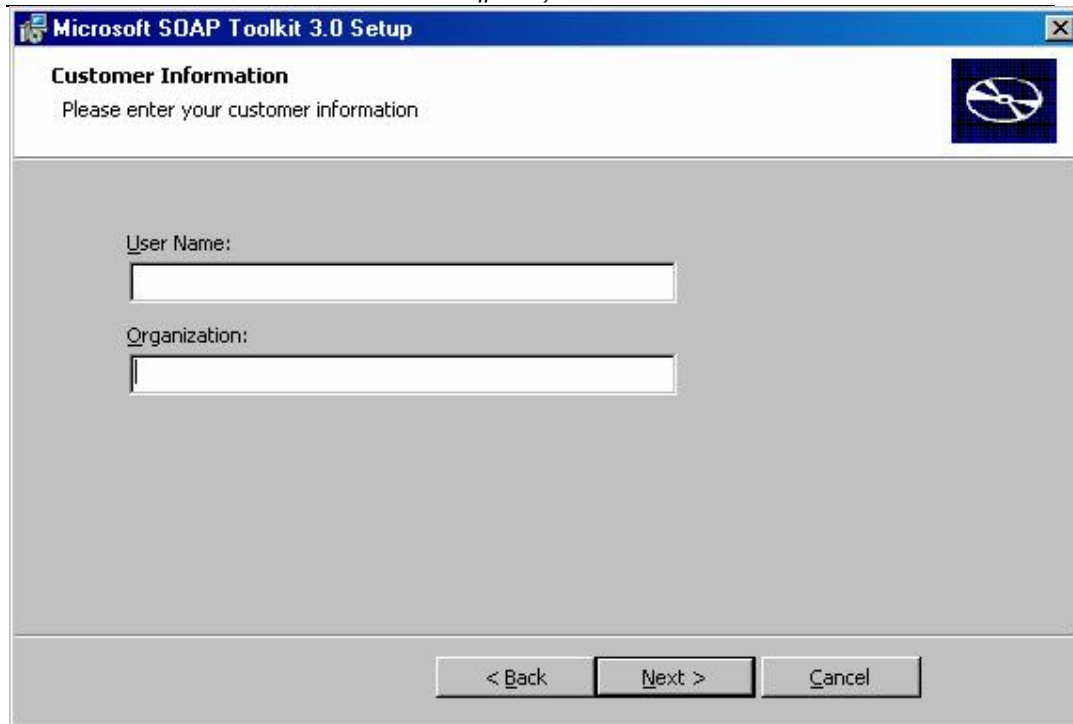 Microsoft SOAP Toolkit 3.0 Setup
Customer Information
Please enter your customer information
User Name:
Organization:
< Back Next > Cancel